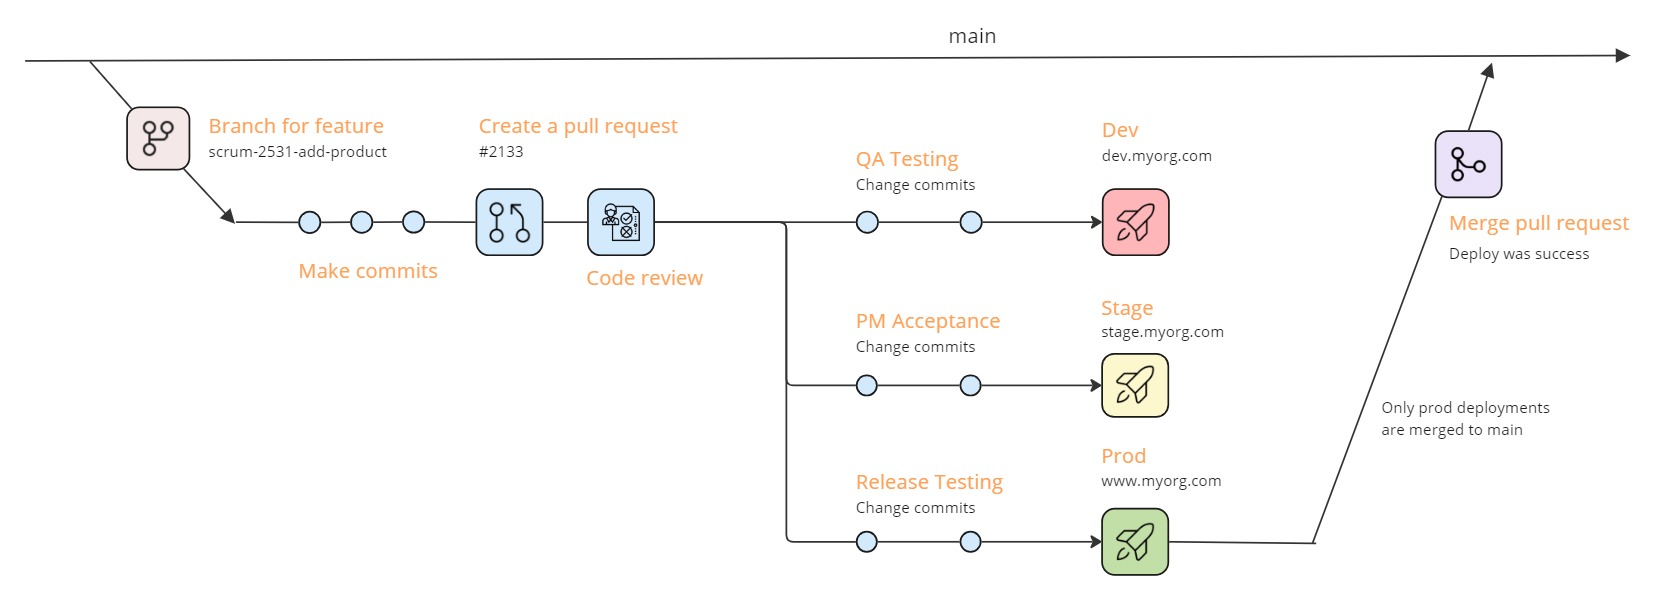 main
Branch for feature
scrum-2531-add-product
Make commits
Create a pull request
#2133
Code review
QA Testing
Change commits
Dev
dev.myorg.com
PM Acceptance
Change commits
Stage
stage.myorg.com
Release Testing
Change commits
Prod
www.myorg.com
Only prod deployments
are merged to main
Merge pull request
Deploy was success